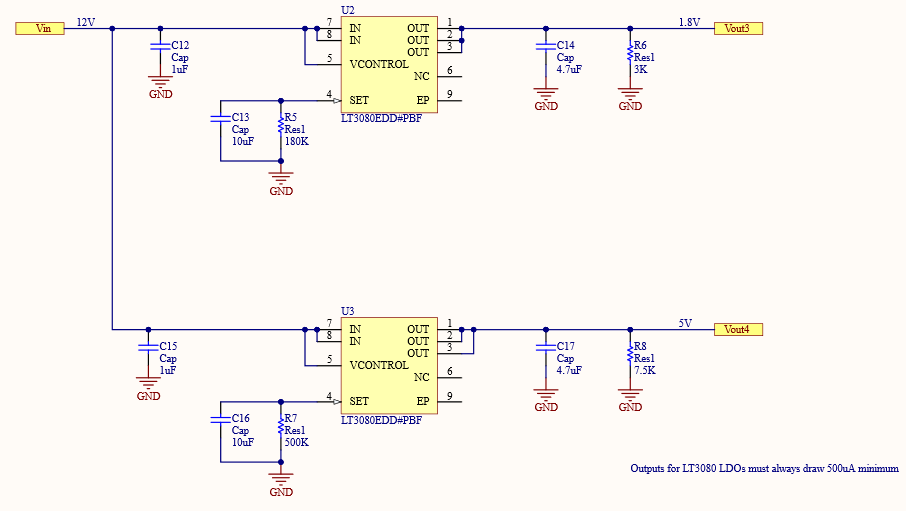 U2
Vin 12V 7 IN OUT 1 1.8V Vout3
8 IN OUT 2
OUT 3
C12
Cap
1uF
GND
5 VCONTROL
NC 6
4 SET EP 9
LT3080EDD#PBF
C14
Cap
4.7uF
GND
R6
Res1
3K
GND
C13
Cap
10uF
R5
Res1
180K
GND
U3
7 IN OUT 1 5V Vout4
8 IN OUT 2
OUT 3
C15
Cap
1uF
GND
5 VCONTROL
NC 6
4 SET EP 9
LT3080EDD#PBF
C17
Cap
4.7uF
GND
R8
Res1
7.5K
GND
C16
Cap
10uF
R7
Res1
500K
GND
Outputs for LT3080 LDOs must always draw 500uA minimum